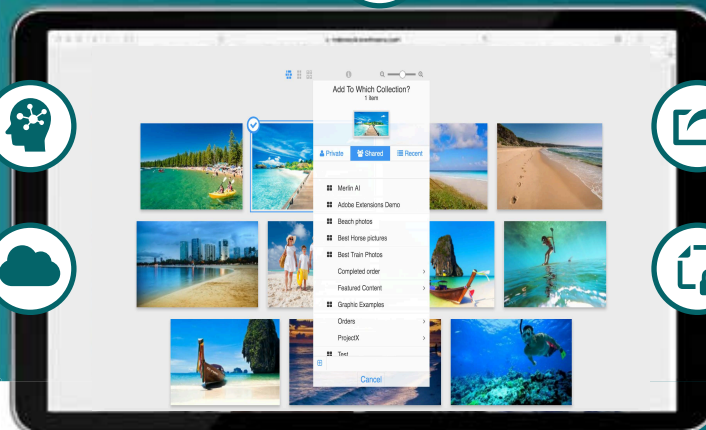 Add To Which Collection?
1 item
Private
Shared
Recent
Merlin AI
Adobe Extensions Demo
Beach photos
Best Horse pictures
Best Train Photos
Completed order
Featured Content
Graphic Examples
Orders
ProjectX
Test
Cancel